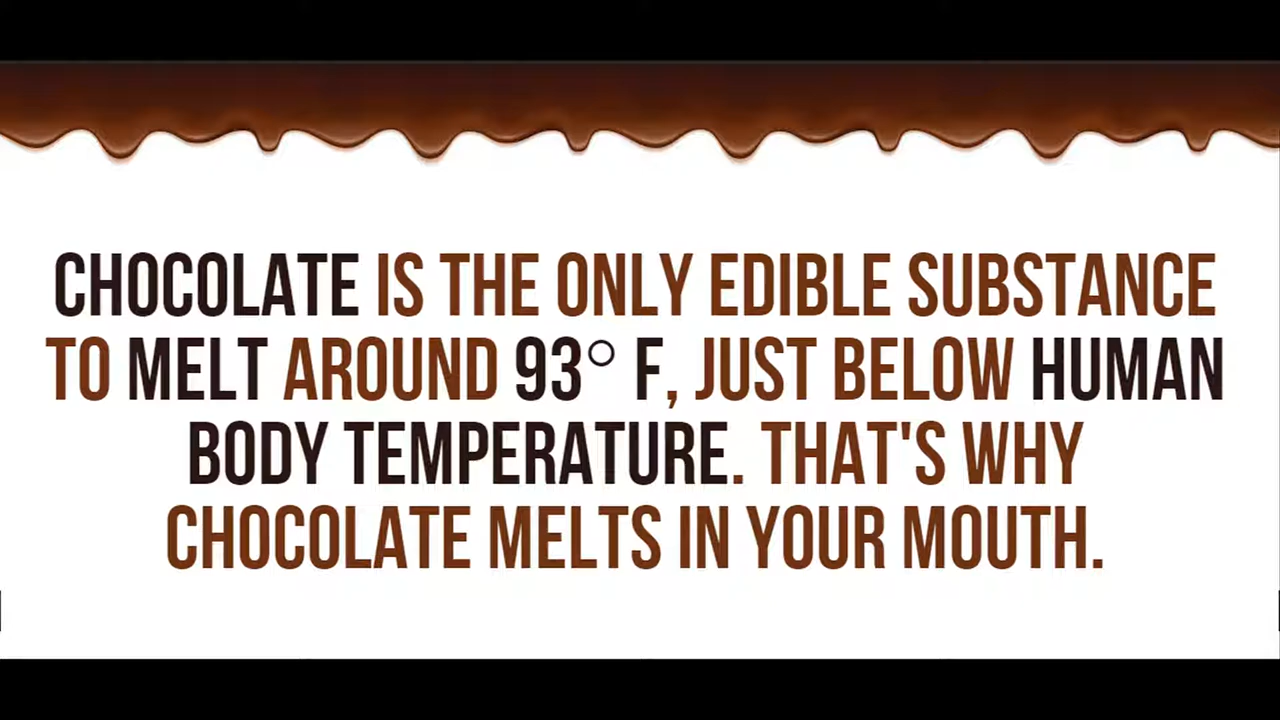 CHOCOLATE IS THE ONLY EDIBLE SUBSTANCE
TO MELT AROUND 93° F, JUST BELOW HUMAN
BODY TEMPERATURE. THAT'S WHY
CHOCOLATE MELTS IN YOUR MOUTH.